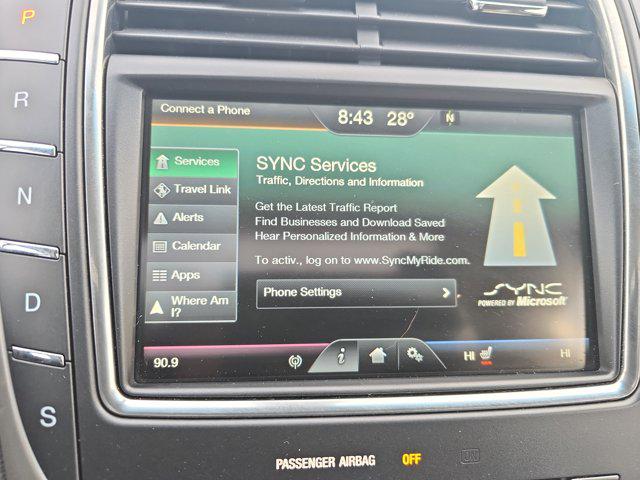 P
R
N
D
S
Connect a Phone
8:43 28°
N
Services
Travel Link
Alerts
Calendar
Apps
Where Am
I?
SYNC Services
Traffic, Directions and Information
Get the Latest Traffic Report
Find Businesses and Download Saved
Hear Personalized Information & More
To activ., log on to www.SyncMyRide.com.
Phone Settings
SYNC
POWERED BY Microsoft
90.9
i
HI
HI
PASSENGER AIRBAG OFF ON